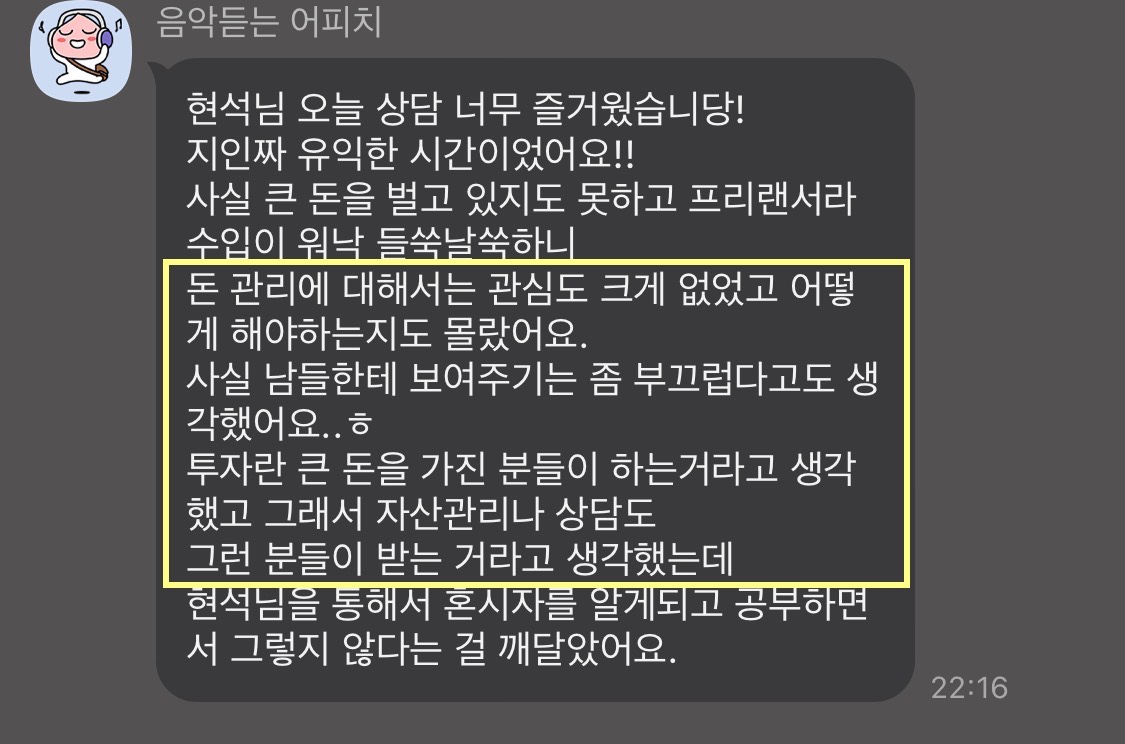 음악듣는 어피치
현석님 오늘 상담 너무 즐거웠습니당!
지인짜 유익한 시간이었어요!!
사실 큰 돈을 벌고 있지도 못하고 프리랜서라
수입이 워낙 들쑥날쑥하니
돈 관리에 대해서는 관심도 크게 없었고 어떻
게 해야하는지도 몰랐어요.
사실 남들한테 보여주기는 좀 부끄럽다고도 생
각했어요..ㅎ
투자란 큰 돈을 가진 분들이 하는거라고 생각
했고 그래서 자산관리나 상담도
그런 분들이 받는 거라고 생각했는데
현석님을 통해서 혼시자를 알게되고 공부하면
서 그렇지 않다는 걸 깨달았어요.
22:16